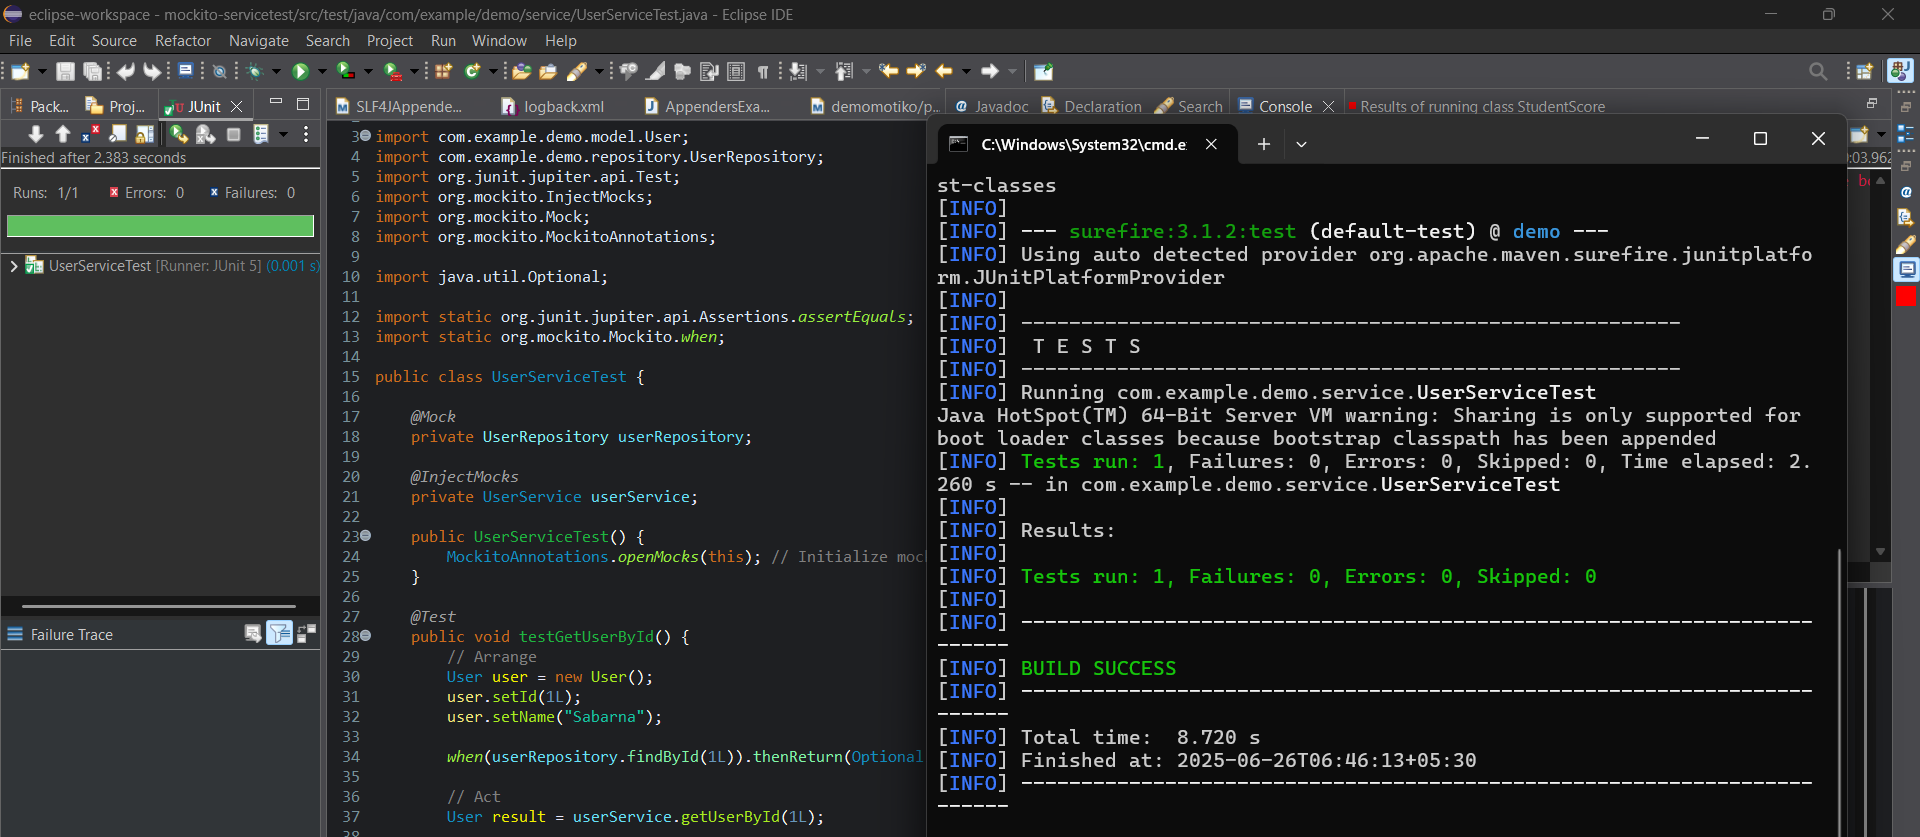 eclipse-workspace - mockito-servicetest/src/test/java/com/example/demo/service/UserServiceTest.java - Eclipse IDE
File Edit Source Refactor Navigate Search Project Run Window Help
Pack... Proj... JUnit
Finished after 2.383 seconds
Runs: 1/1 Errors: 0 Failures: 0
UserServiceTest [Runner: JUnit 5] (0.001 s)
Failure Trace
SLF4JAppende... logback.xml AppendersExa... demomotiko/p...
3 import com.example.demo.model.User;
4 import com.example.demo.repository.UserRepository;
5 import org.junit.jupiter.api.Test;
6 import org.mockito.InjectMocks;
7 import org.mockito.Mock;
8 import org.mockito.MockitoAnnotations;
9
10 import java.util.Optional;
11
12 import static org.junit.jupiter.api.Assertions.assertEquals;
13 import static org.mockito.Mockito.when;
14
15 public class UserServiceTest {
16
17 @Mock
18 private UserRepository userRepository;
19
20 @InjectMocks
21 private UserService userService;
22
23 public UserServiceTest() {
24 MockitoAnnotations.openMocks(this); // Initialize moc
25 }
26
27 @Test
28 public void testGetUserById() {
29 // Arrange
30 User user = new User();
31 user.setId(1L);
32 user.setName("Sabarna");
33
34 when(userRepository.findById(1L)).thenReturn(Optional
35
36 // Act
37 User result = userService.getUserById(1L);
38
Javadoc Declaration Search Console Results of running class StudentScore
:03.962
be
C:\Windows\System32\cmd.e
st-classes
[INFO]
[INFO] --- surefire:3.1.2:test (default-test) @ demo ---
[INFO] Using auto detected provider org.apache.maven.surefire.junitplatfo
rm.JUnitPlatformProvider
[INFO]
[INFO] -------------------------------------------------------
[INFO]  T E S T S
[INFO] -------------------------------------------------------
[INFO] Running com.example.demo.service.UserServiceTest
Java HotSpot(TM) 64-Bit Server VM warning: Sharing is only supported for
boot loader classes because bootstrap classpath has been appended
[INFO] Tests run: 1, Failures: 0, Errors: 0, Skipped: 0, Time elapsed: 2.
260 s -- in com.example.demo.service.UserServiceTest
[INFO]
[INFO] Results:
[INFO]
[INFO] Tests run: 1, Failures: 0, Errors: 0, Skipped: 0
[INFO]
[INFO] ------------------------------------------------------------------
------
[INFO] BUILD SUCCESS
[INFO] ------------------------------------------------------------------
------
[INFO] Total time:  8.720 s
[INFO] Finished at: 2025-06-26T06:46:13+05:30
[INFO] ------------------------------------------------------------------
------